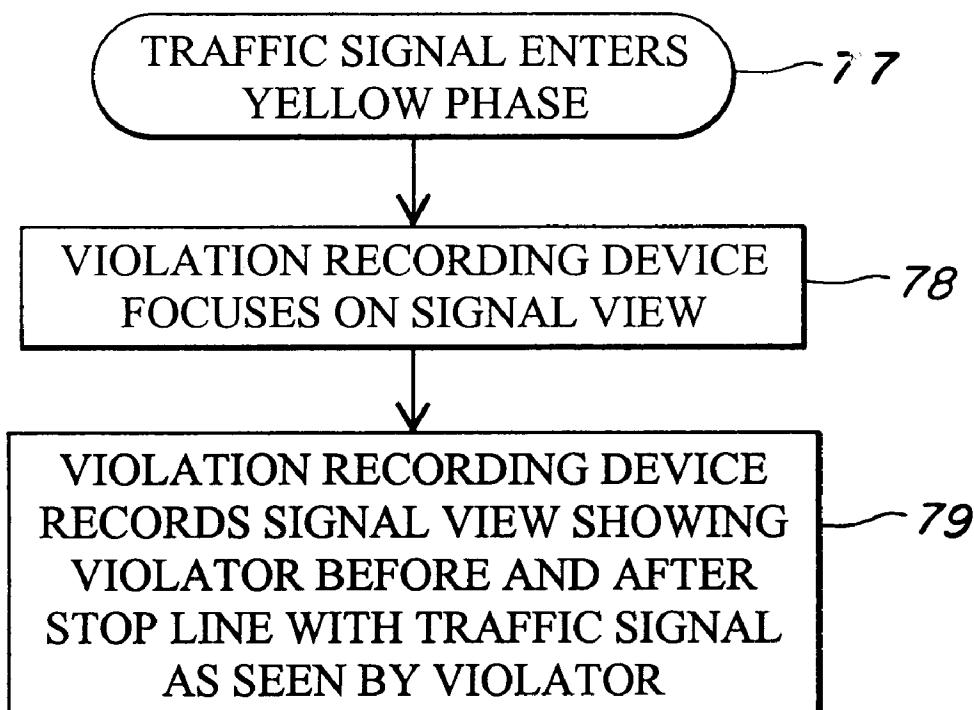 TRAFFIC SIGNAL ENTERS
YELLOW PHASE
77
VIOLATION RECORDING DEVICE
FOCUSES ON SIGNAL VIEW
78
VIOLATION RECORDING DEVICE
RECORDS SIGNAL VIEW SHOWING
VIOLATOR BEFORE AND AFTER
STOP LINE WITH TRAFFIC SIGNAL
AS SEEN BY VIOLATOR
79